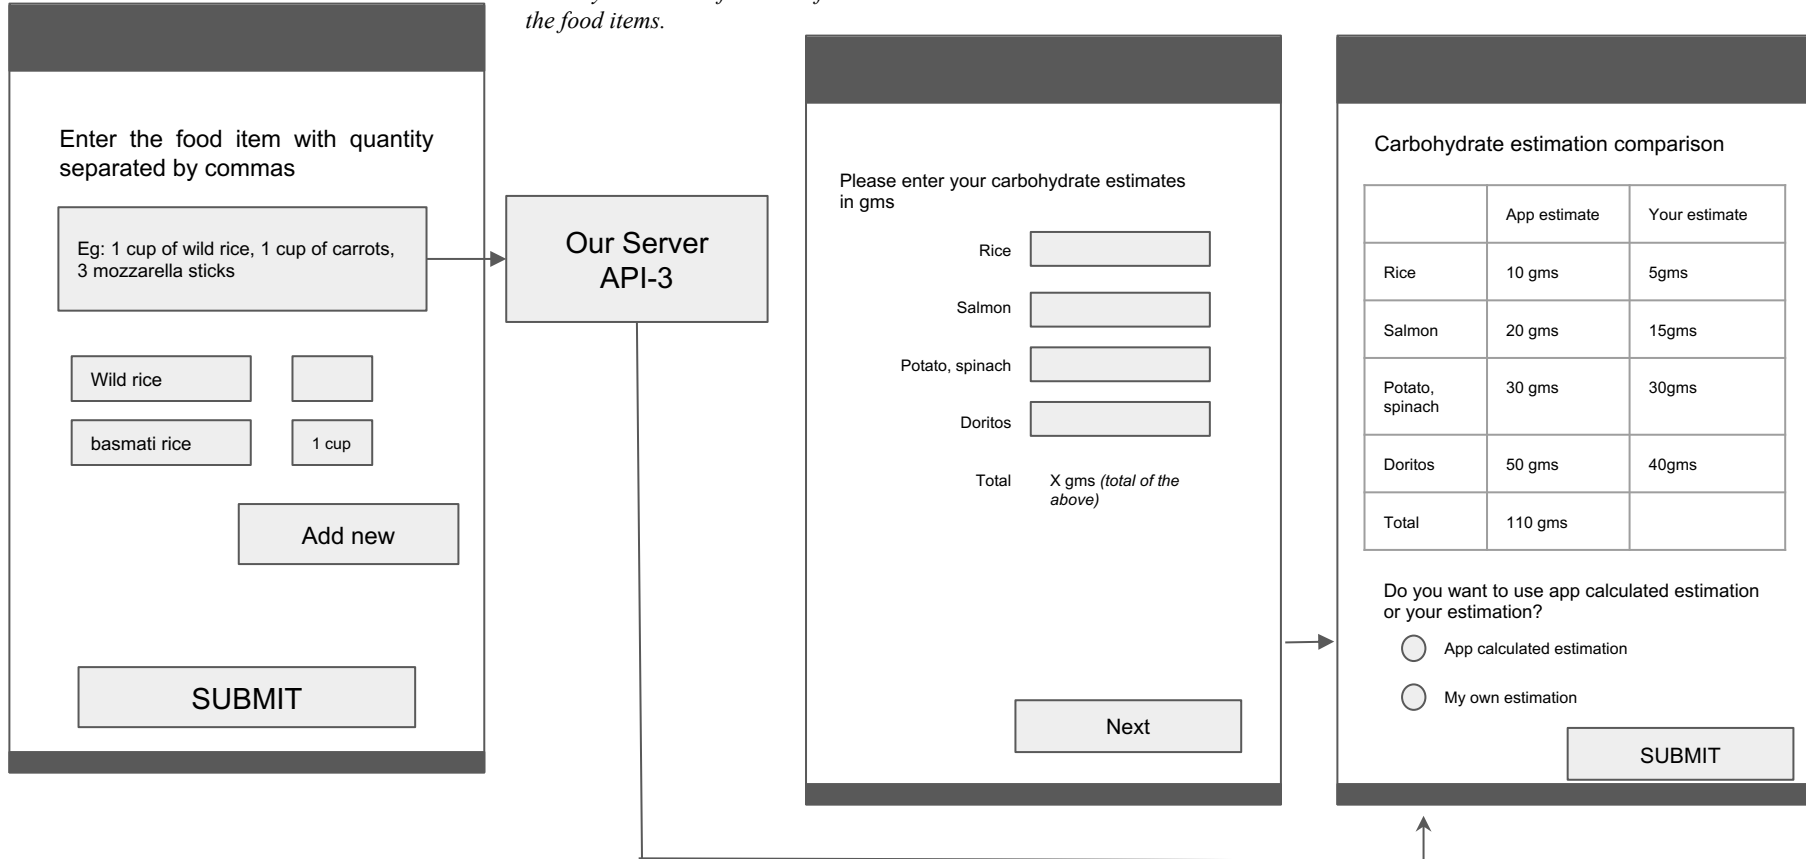 the food items.
Enter the food item with quantity
separated by commas
Eg: 1 cup of wild rice, 1 cup of carrots,
3 mozzarella sticks
Wild rice
basmati rice
1 cup
Add new
SUBMIT
Our Server
API-3
Please enter your carbohydrate estimates
in gms
Rice
Salmon
Potato, spinach
Doritos
Total
X gms (total of the
above)
Next
Carbohydrate estimation comparison
App estimate
Your estimate
Rice
10 gms
5gms
Salmon
20 gms
15gms
Potato,
spinach
30 gms
30gms
Doritos
50 gms
40gms
Total
110 gms
Do you want to use app calculated estimation
or your estimation?
App calculated estimation
My own estimation
SUBMIT